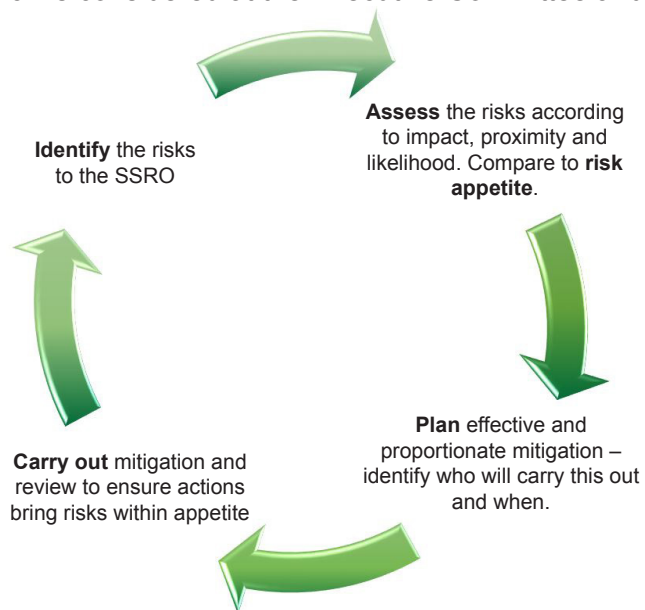 Identify the risks
to the SSRO
Assess the risks according
to impact, proximity and
likelihood. Compare to risk
appetite.
Plan effective and
proportionate mitigation –
identify who will carry this out
and when.
Carry out mitigation and
review to ensure actions
bring risks within appetite